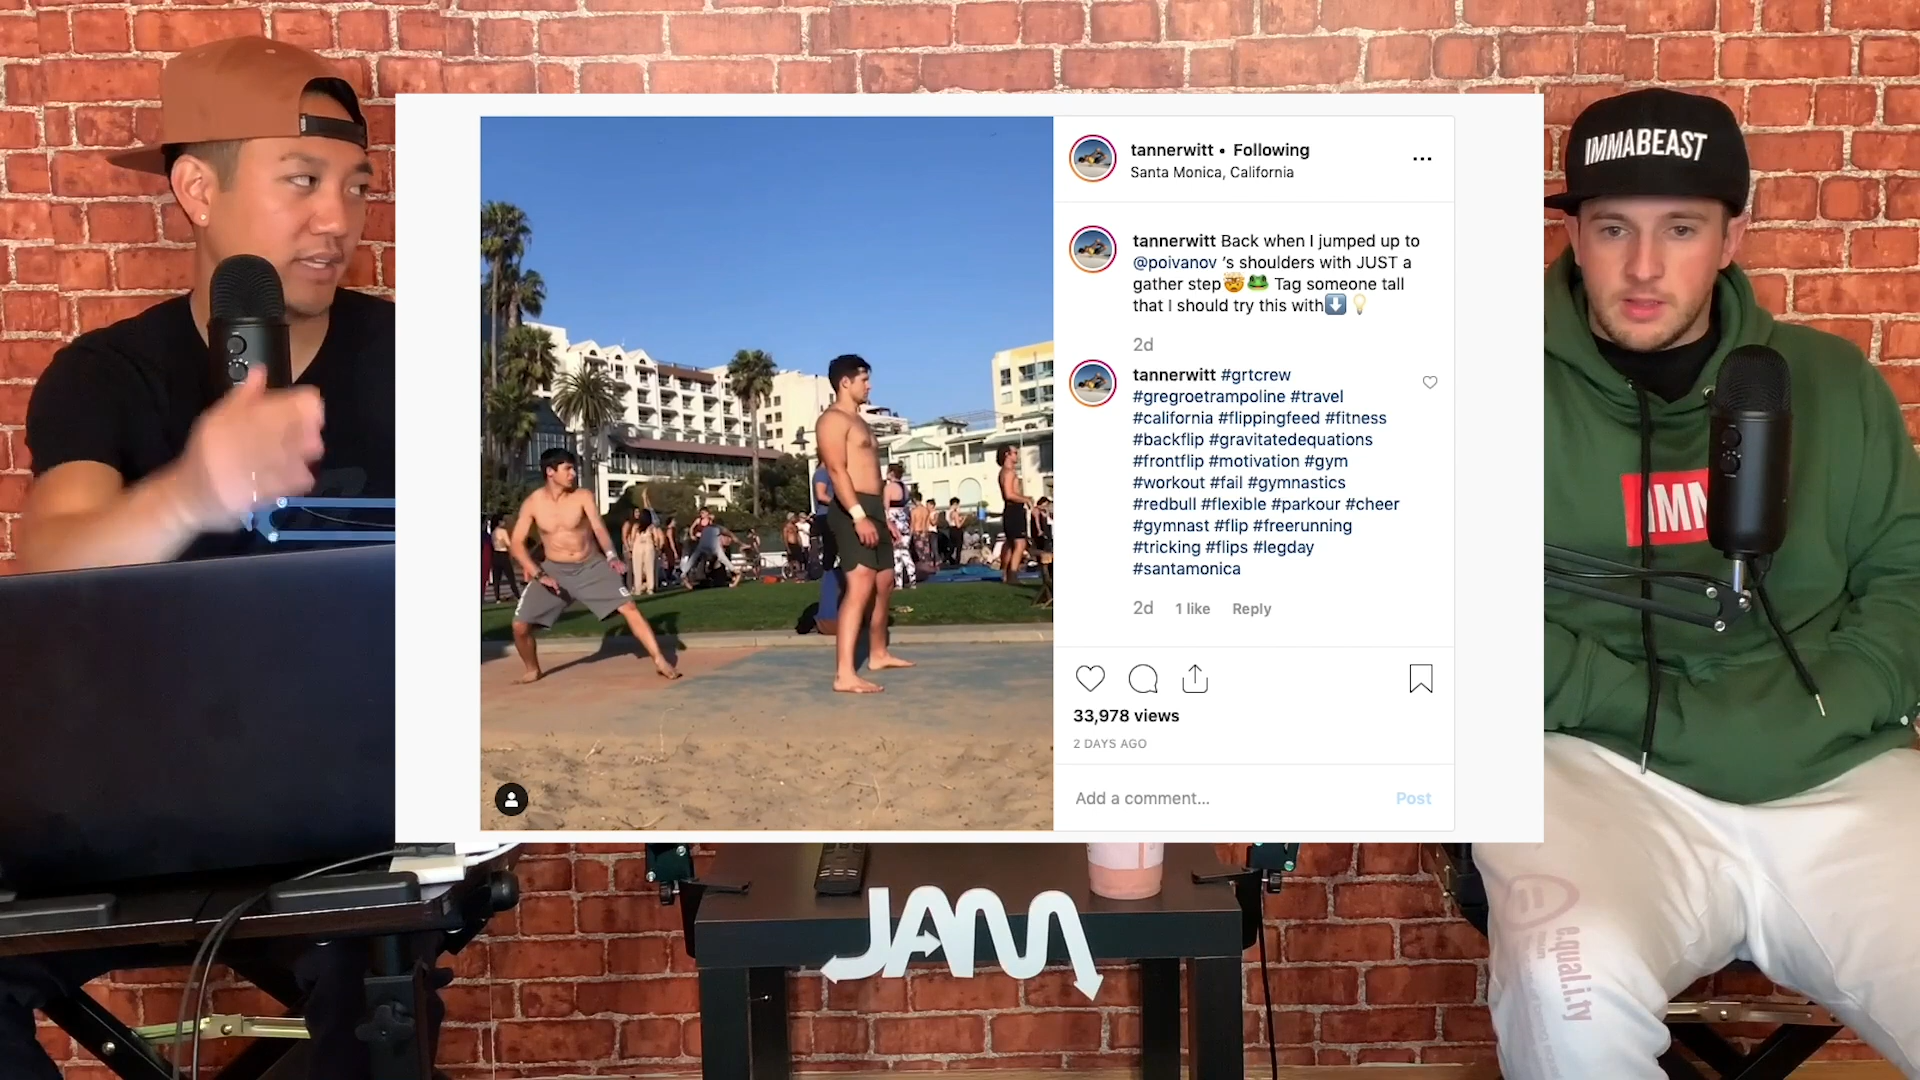 IMMABEAST
tannerwitt • Following
Santa Monica, California
tannerwitt Back when I jumped up to
@poivanov 's shoulders with JUST a
gather step🤯🐸 Tag someone tall
that I should try this with⬇️💡
2d
tannerwitt #grtcrew
#gregroetrampoline #travel
#california #flippingfeed #fitness
#backflip #gravitatedequations
#frontflip #motivation #gym
#workout #fail #gymnastics
#redbull #flexible #parkour #cheer
#gymnast #flip #freerunning
#tricking #flips #legday
#santamonica
2d 1 like Reply
33,978 views
2 DAYS AGO
Add a comment... Post
IMM
JAM
e.qual.i.ty